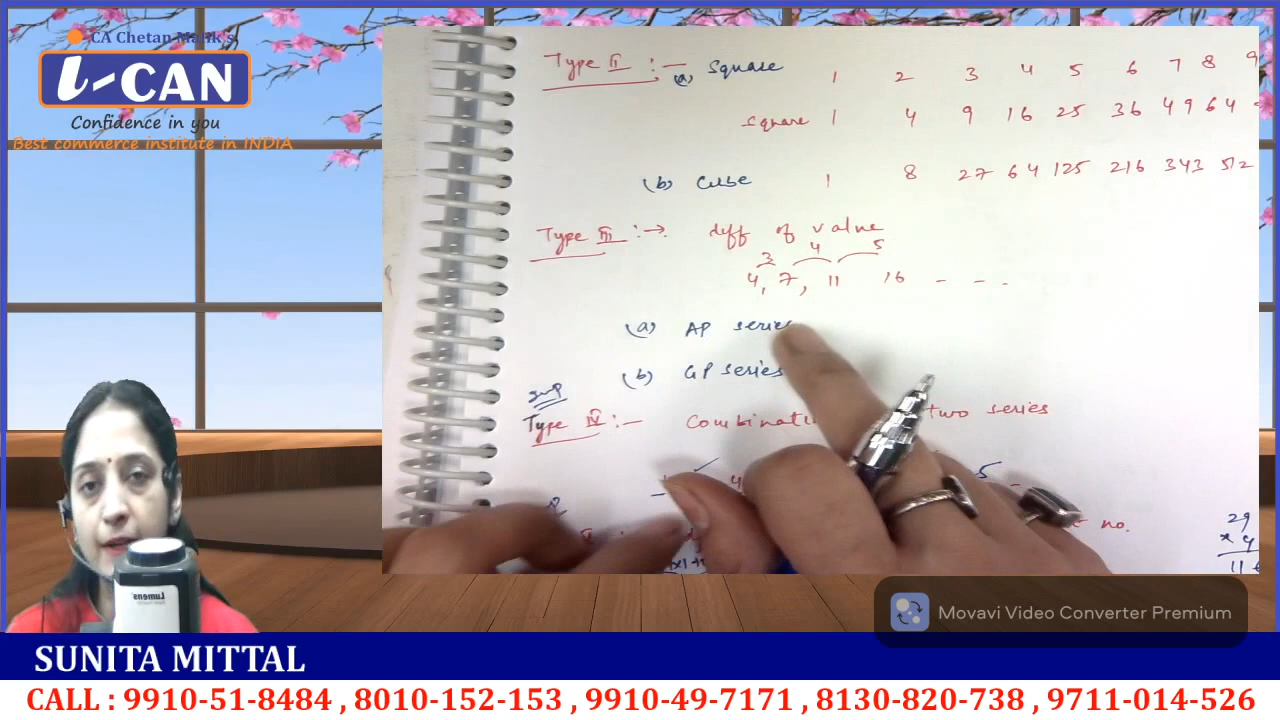 CA Chetan Malik's
I-CAN
Confidence in you
Best commerce institute in INDIA
Type II :- (a) Square 1 2 3 4 5 6 7 8 9
Square 1 4 9 16 25 36 49 64
(b) Cube 1 8 27 64 125 216 343 512
Type III :→ diff of value
3 4 5
4, 7, 11 16 - - -
(a) AP series
(b) GP series
Imp
Type IV :- two series
4 5 -
no.
29
Lumens
Movavi Video Converter Premium
SUNITA MITTAL
CALL : 9910-51-8484 , 8010-152-153 , 9910-49-7171 , 8130-820-738 , 9711-014-526